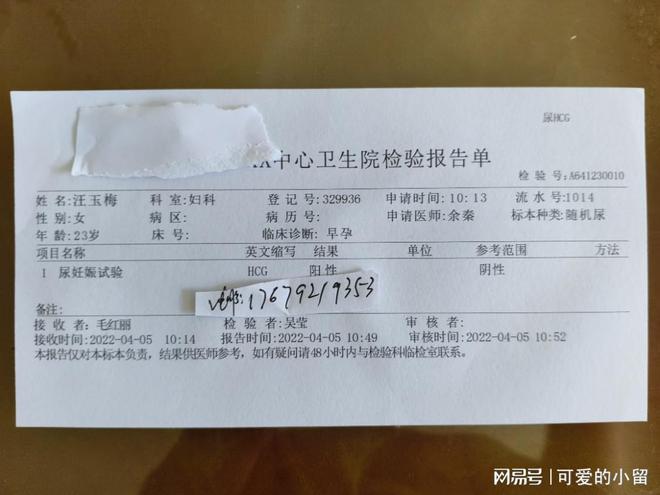 尿HCG
中心卫生院检验报告单
检 验 号:A641230010
姓 名:汪玉梅 科 室:妇科 登 记 号:329936 申请时间:10:13 流 水 号:1014
性 别:女 病 区: 病 历 号: 申请医师:余秦 标本种类:随机尿
年 龄:23岁 床 号: 临床诊断: 早孕
项目名称 英文缩写 结果 单位 参考范围 方法
1 尿妊娠试验 HCG 阳性 阴性
17679219353
备注:
接 收 者:毛红丽 检 验 者:吴莹 审 核 者:
接收时间:2022-04-05 10:14 报告时间:2022-04-05 10:49 审核时间:2022-04-05 10:52
本报告仅对本标本负责，结果供医师参考，如有疑问请48小时内与检验科临检室联系。
网易号 | 可爱的小留